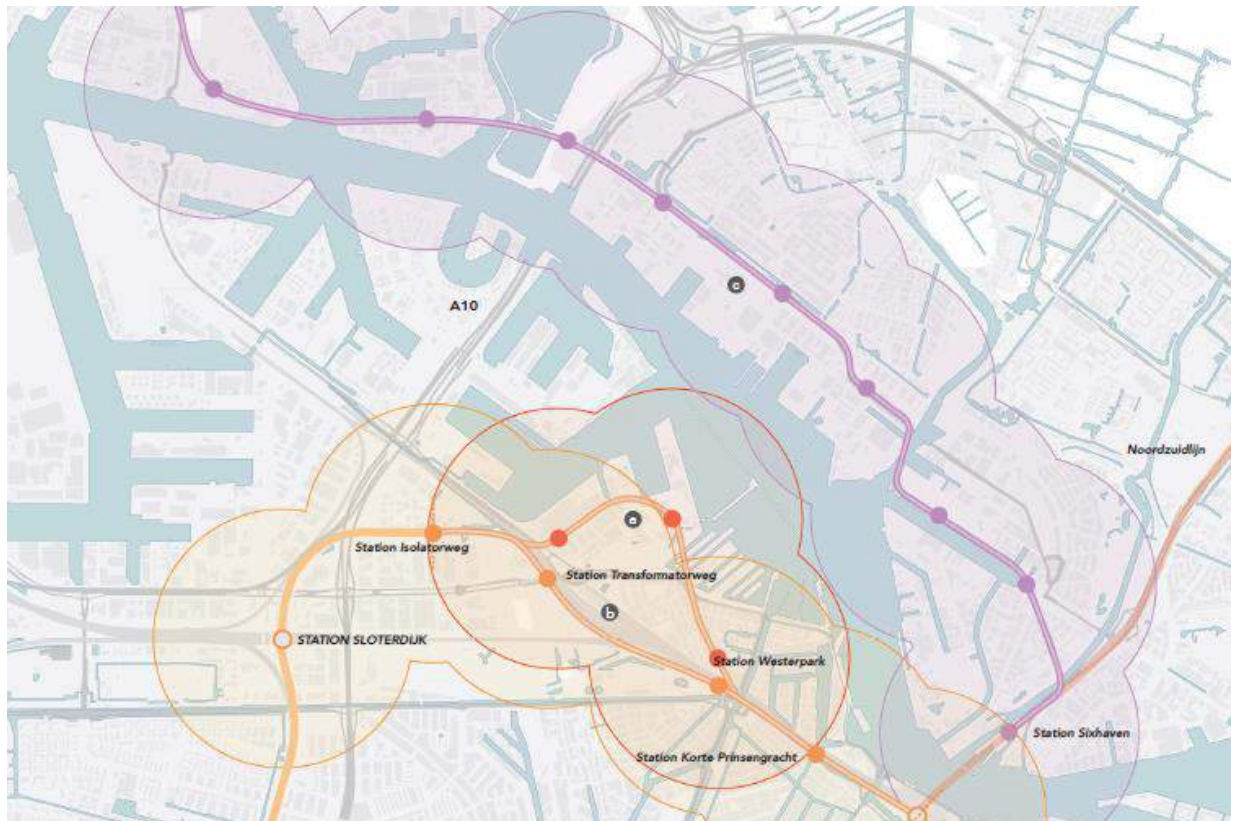 c
A10
Noordzuidlijn
a
Station Isolatorweg
Station Transformatorweg
b
STATION SLOTERDIJK
Station Westerpark
Station Sixhaven
Station Korte Prinsengracht